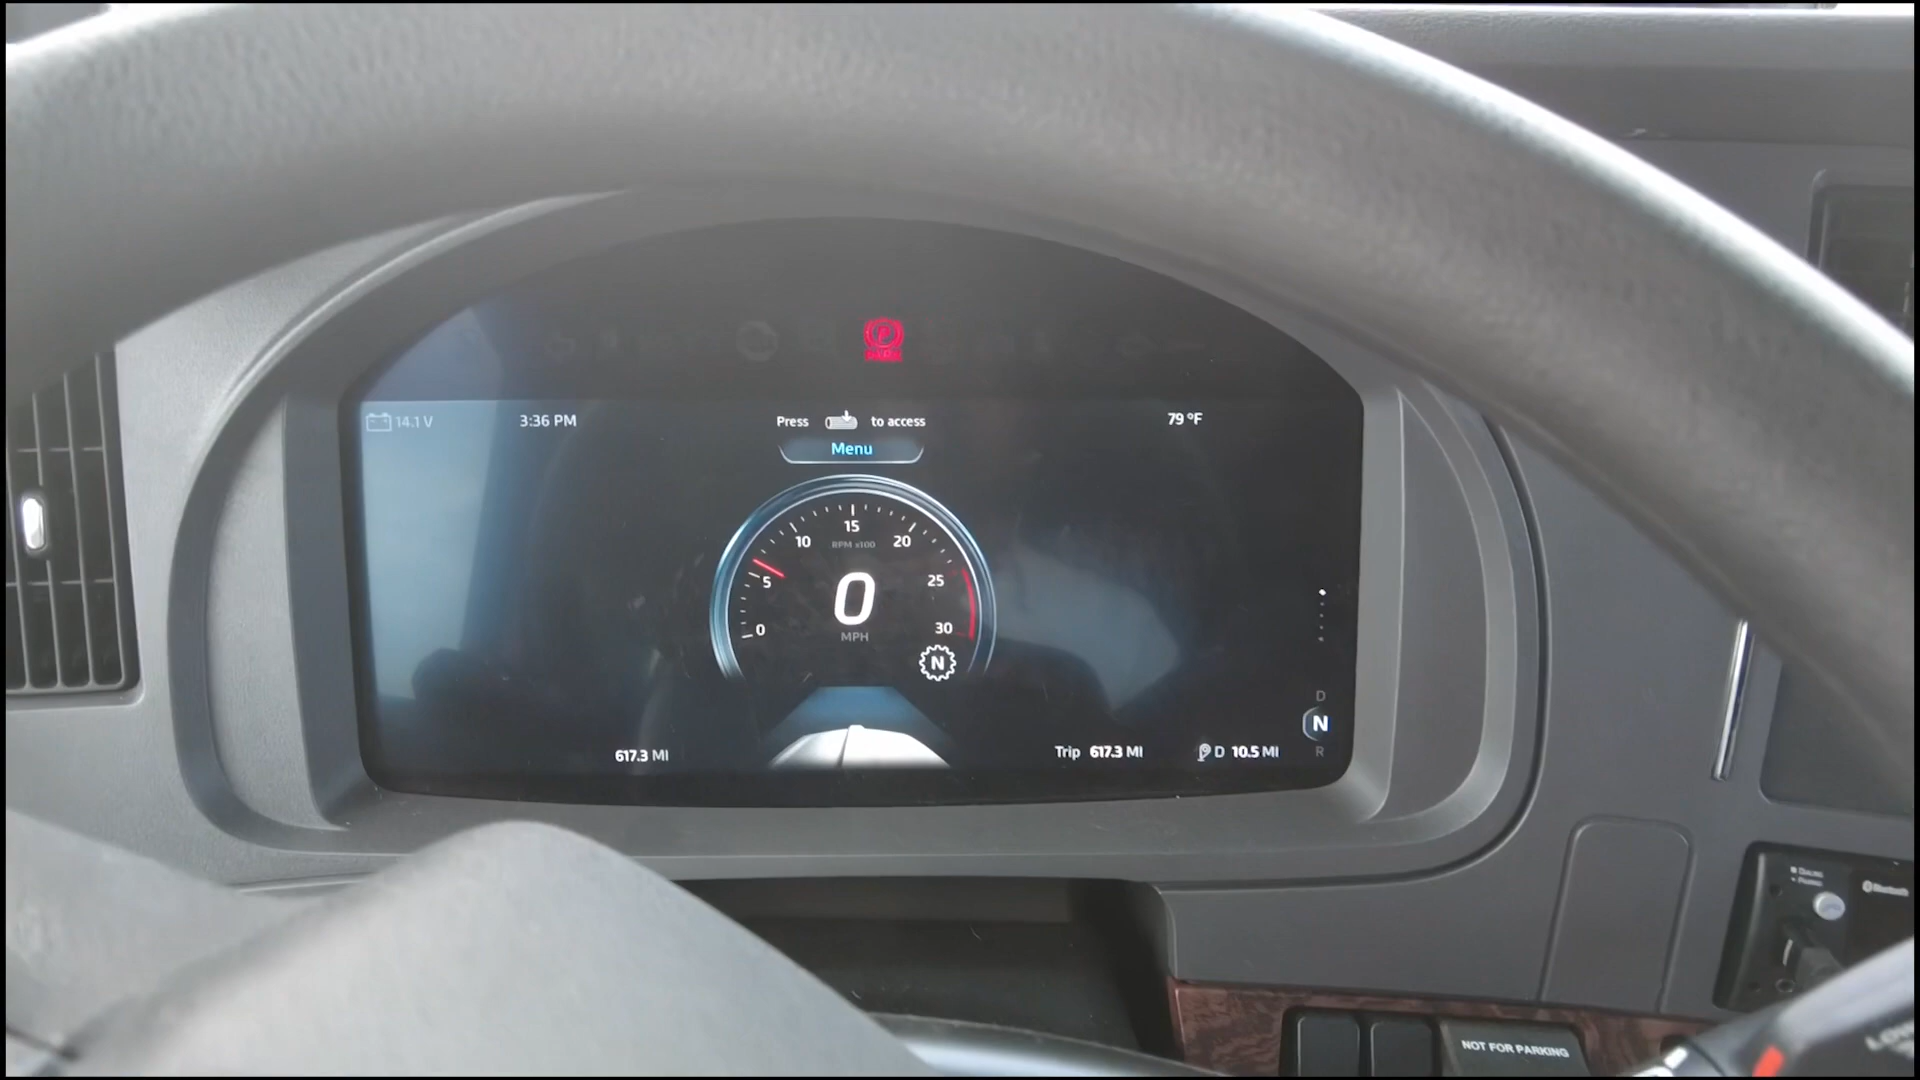 P
14.1 V
3:36 PM
Press to access
79 °F
Menu
15
10
20
RPM x100
5
25
0
0
30
MPH
N
D
N
R
617.3 MI
Trip 617.3 MI
D 10.5 MI
Bluetooth
NOT FOR PARKING